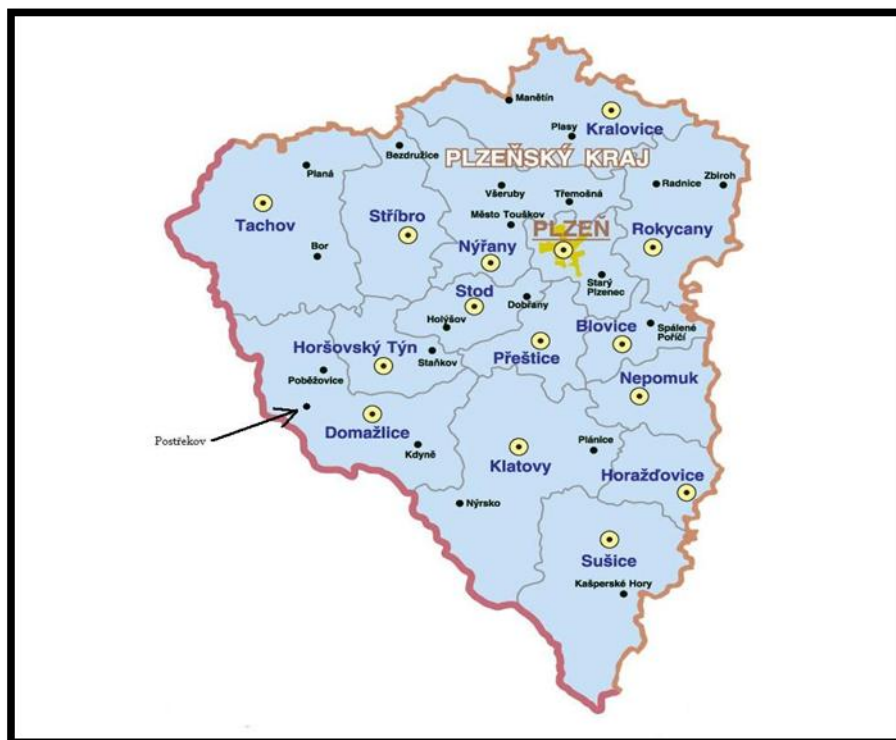 Manětín
Kralovice
Plasy
Bezdružice
PLZEŇSKÝ KRAJ
Planá
Zbiroh
Radnice
Všeruby
Třemošná
Tachov
Stříbro
Město Touškov
PLZEŇ
Rokycany
Bor
Nýřany
Starý
Plzenec
Stod
Dobřany
Holýšov
Blovice
Spálené
Poříčí
Horšovský Týn
Staňkov
Přeštice
Poběžovice
Nepomuk
Postřekov
Domažlice
Kdyně
Klatovy
Plánice
Horažďovice
Nýrsko
Sušice
Kašperské Hory